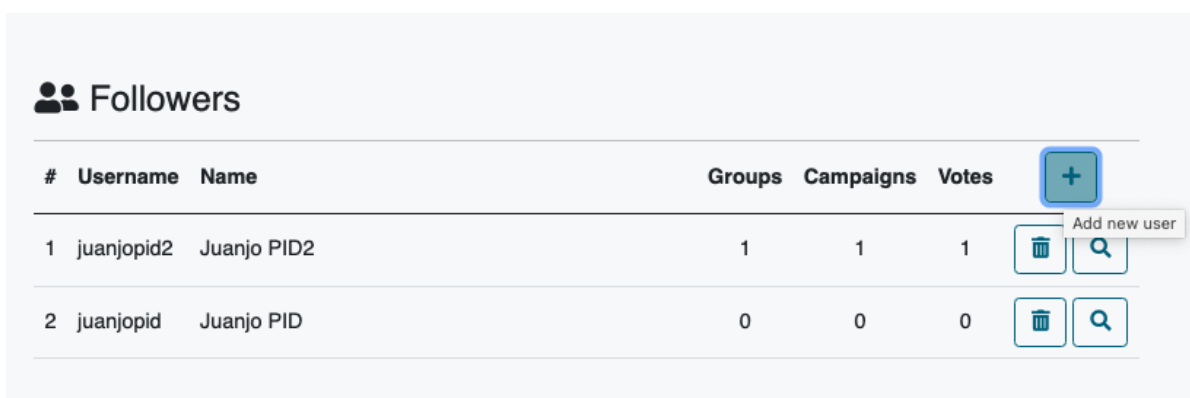 Followers
# Username Name Groups Campaigns Votes +
Add new user
1 juanjopid2 Juanjo PID2 1 1 1
2 juanjopid Juanjo PID 0 0 0